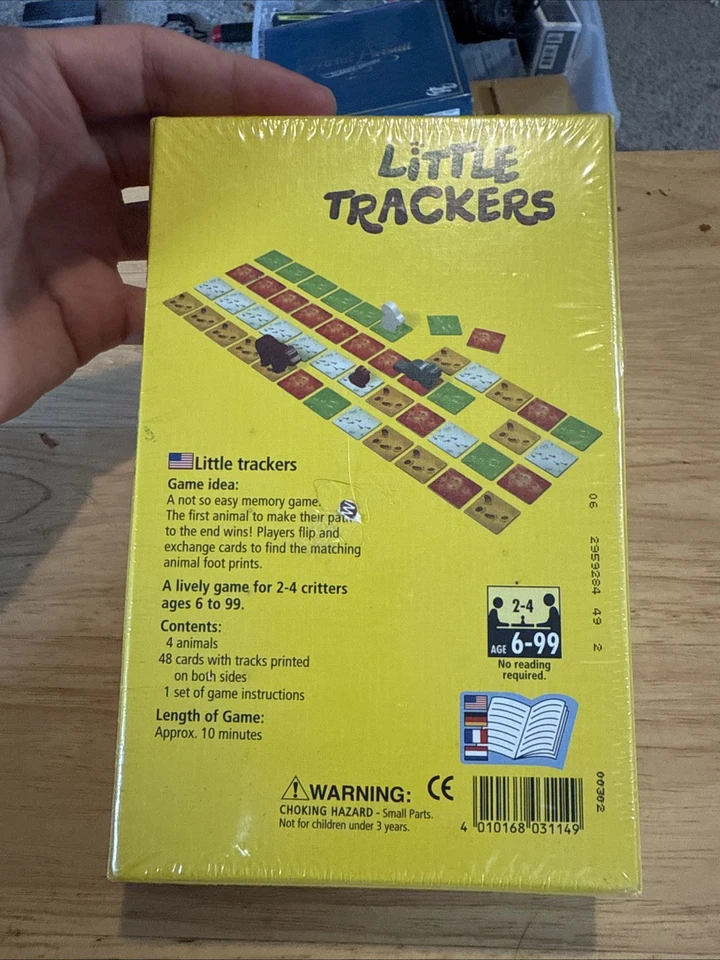 LiTTLE
TRACKERS
Little trackers
Game idea:
A not so easy memory game.
The first animal to make their path
to the end wins! Players flip and
exchange cards to find the matching
animal foot prints.
A lively game for 2-4 critters
ages 6 to 99.
Contents:
4 animals
48 cards with tracks printed
on both sides
1 set of game instructions
Length of Game:
Approx. 10 minutes
06 2959284 49 2
2-4
AGE 6-99
No reading
required.
WARNING:
CHOKING HAZARD - Small Parts.
Not for children under 3 years.
CE
4 010168 031149
00302